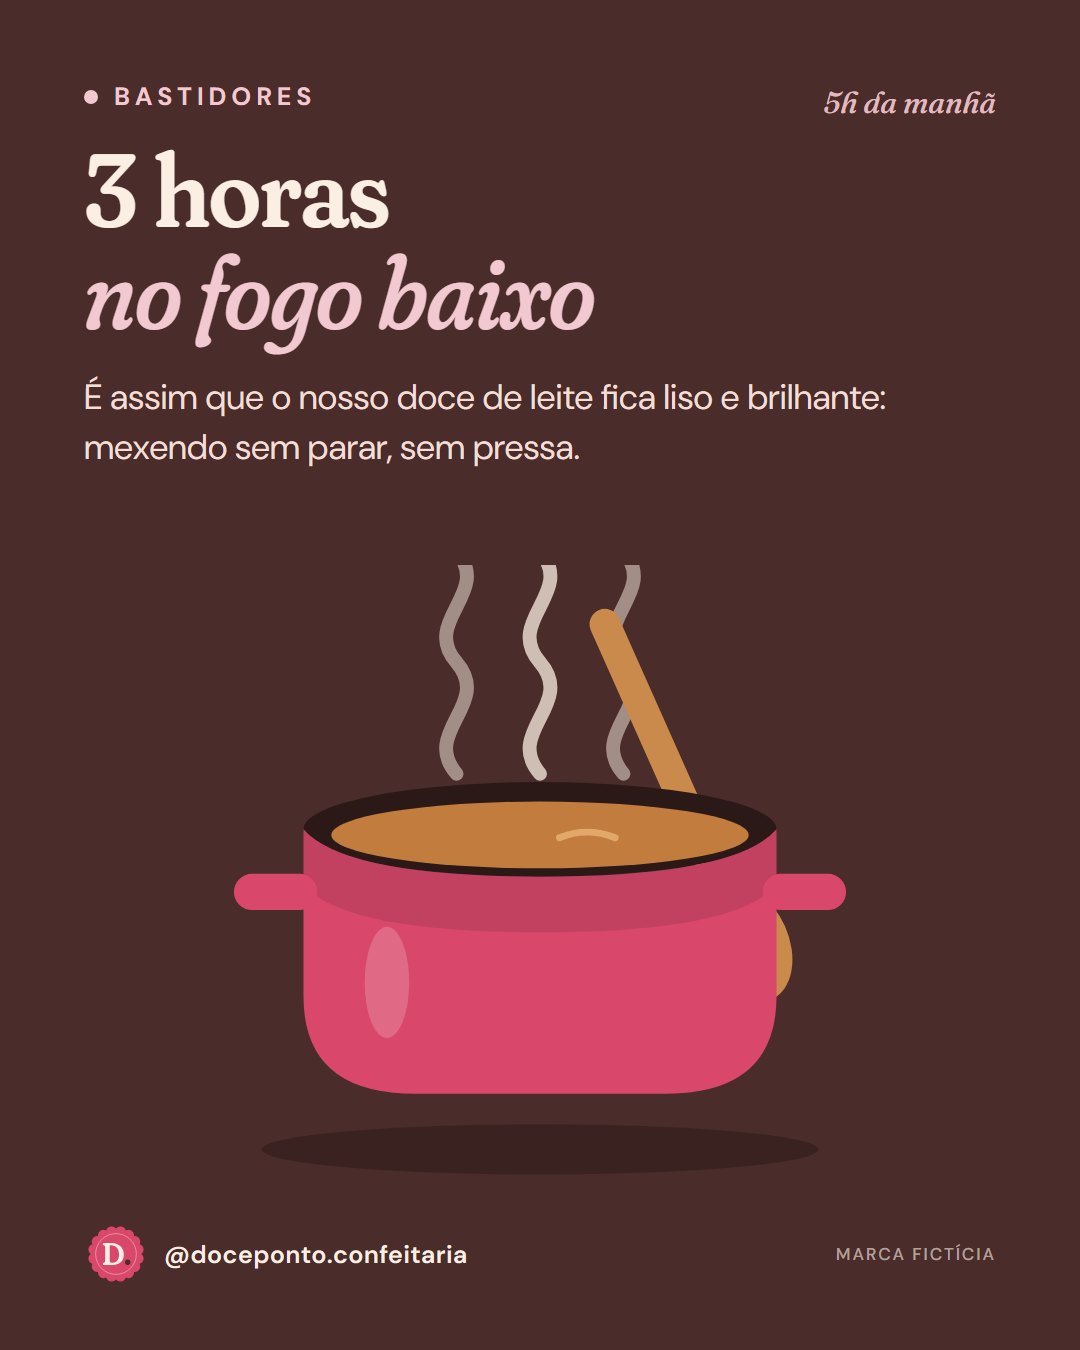 BASTIDORES
5h da manhã
3 horas
no fogo baixo
É assim que o nosso doce de leite fica liso e brilhante:
mexendo sem parar, sem pressa.
D.
@doceponto.confeitaria
MARCA FICTÍCIA